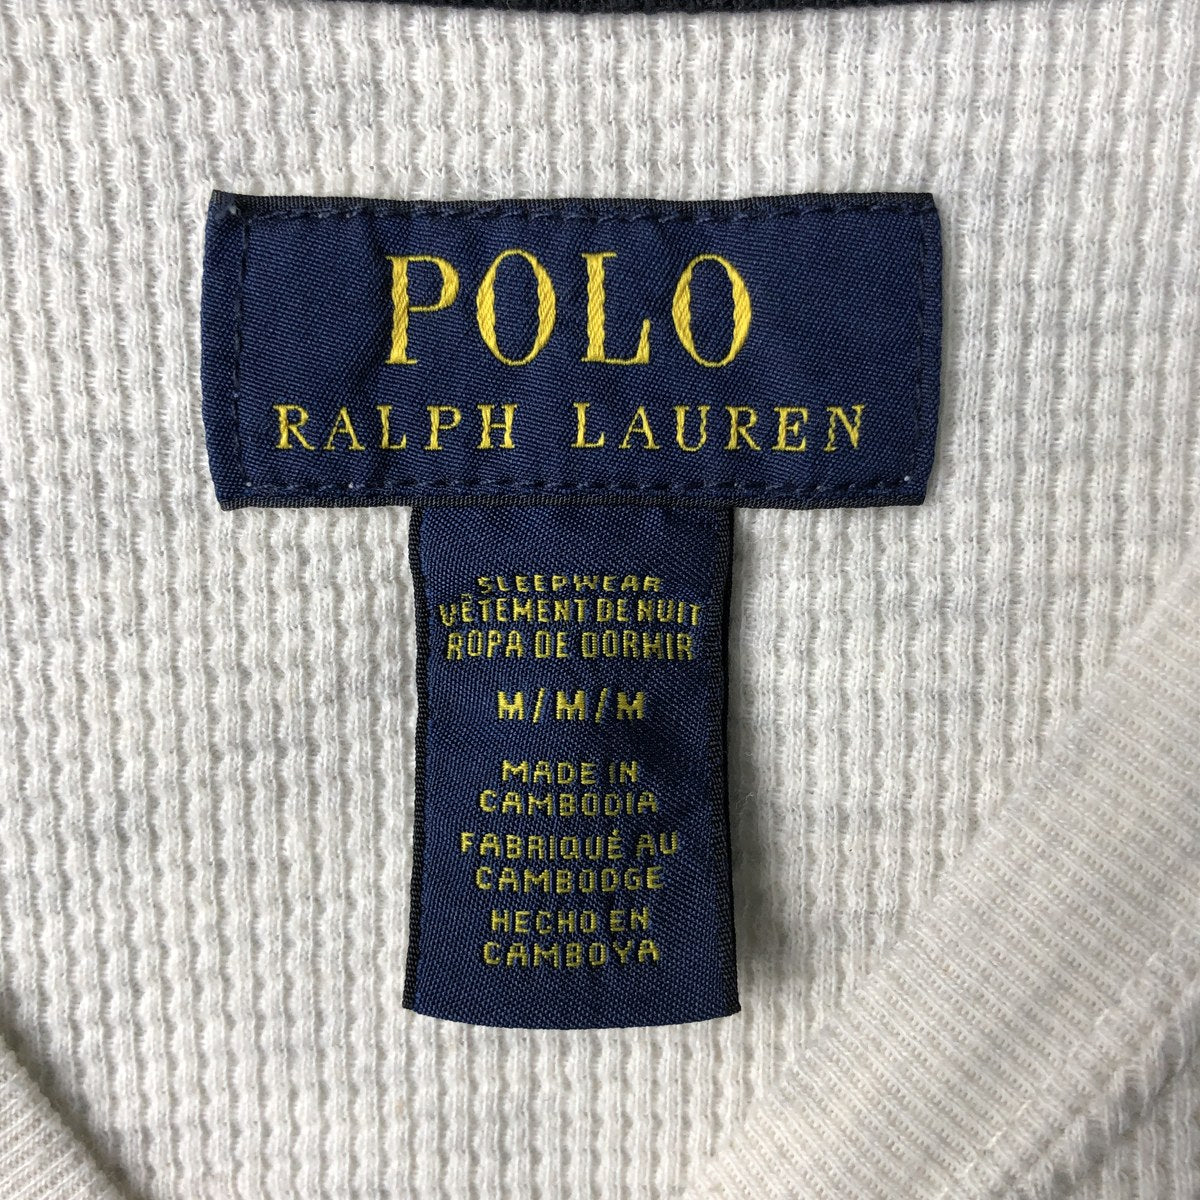 POLO
RALPH LAUREN
SLEEPWEAR
VÊTEMENT DE NUIT
ROPA DE DORMIR
M/M/M
MADE IN
CAMBODIA
FABRIQUÉ AU
CAMBODGE
HECHO EN
CAMBOYA